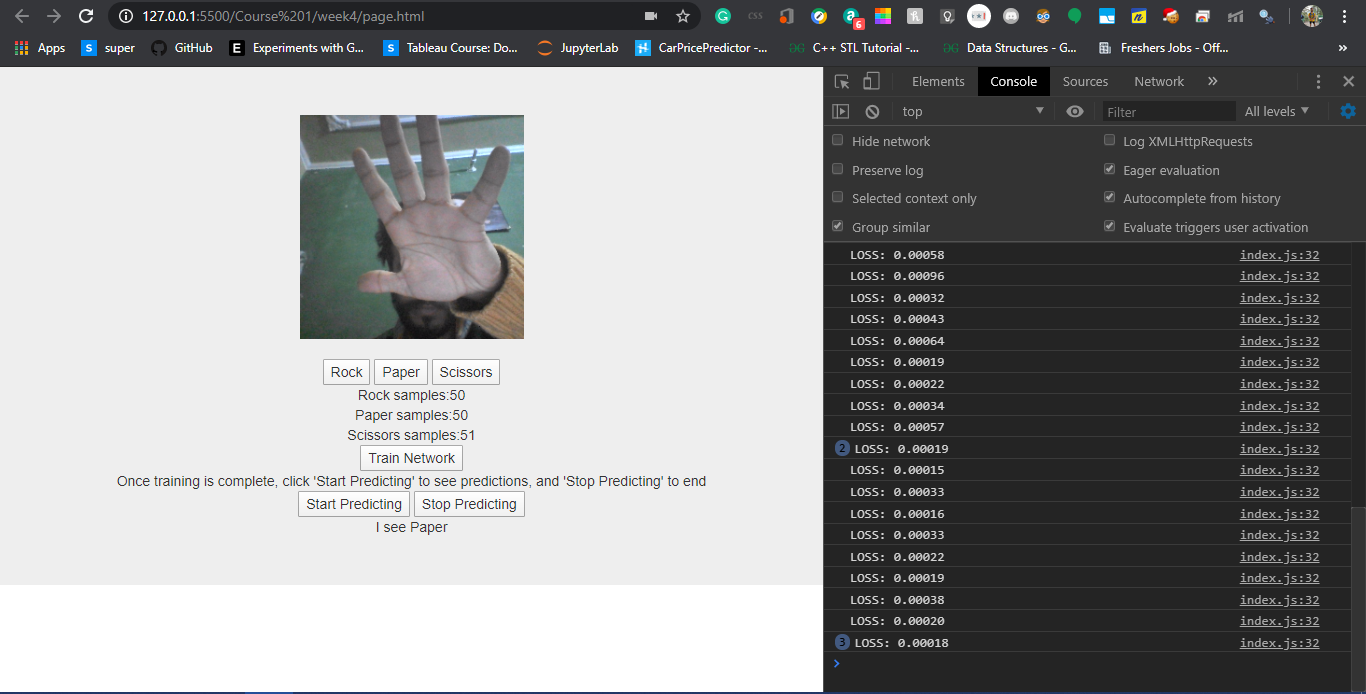 127.0.0.1:5500/Course%201/week4/page.html
CSS
6
Apps super GitHub Experiments with G... Tableau Course: Do... JupyterLab CarPricePredictor -... C++ STL Tutorial -... Data Structures - G... Freshers Jobs - Off... »
Rock Paper Scissors
Rock samples:50
Paper samples:50
Scissors samples:51
Train Network
Once training is complete, click 'Start Predicting' to see predictions, and 'Stop Predicting' to end
Start Predicting Stop Predicting
I see Paper
Elements Console Sources Network »
top Filter All levels
Hide network Log XMLHttpRequests
Preserve log Eager evaluation
Selected context only Autocomplete from history
Group similar Evaluate triggers user activation
LOSS: 0.00058 index.js:32
LOSS: 0.00096 index.js:32
LOSS: 0.00032 index.js:32
LOSS: 0.00043 index.js:32
LOSS: 0.00064 index.js:32
LOSS: 0.00019 index.js:32
LOSS: 0.00022 index.js:32
LOSS: 0.00034 index.js:32
LOSS: 0.00057 index.js:32
2 LOSS: 0.00019 index.js:32
LOSS: 0.00015 index.js:32
LOSS: 0.00033 index.js:32
LOSS: 0.00016 index.js:32
LOSS: 0.00033 index.js:32
LOSS: 0.00022 index.js:32
LOSS: 0.00019 index.js:32
LOSS: 0.00038 index.js:32
LOSS: 0.00020 index.js:32
3 LOSS: 0.00018 index.js:32